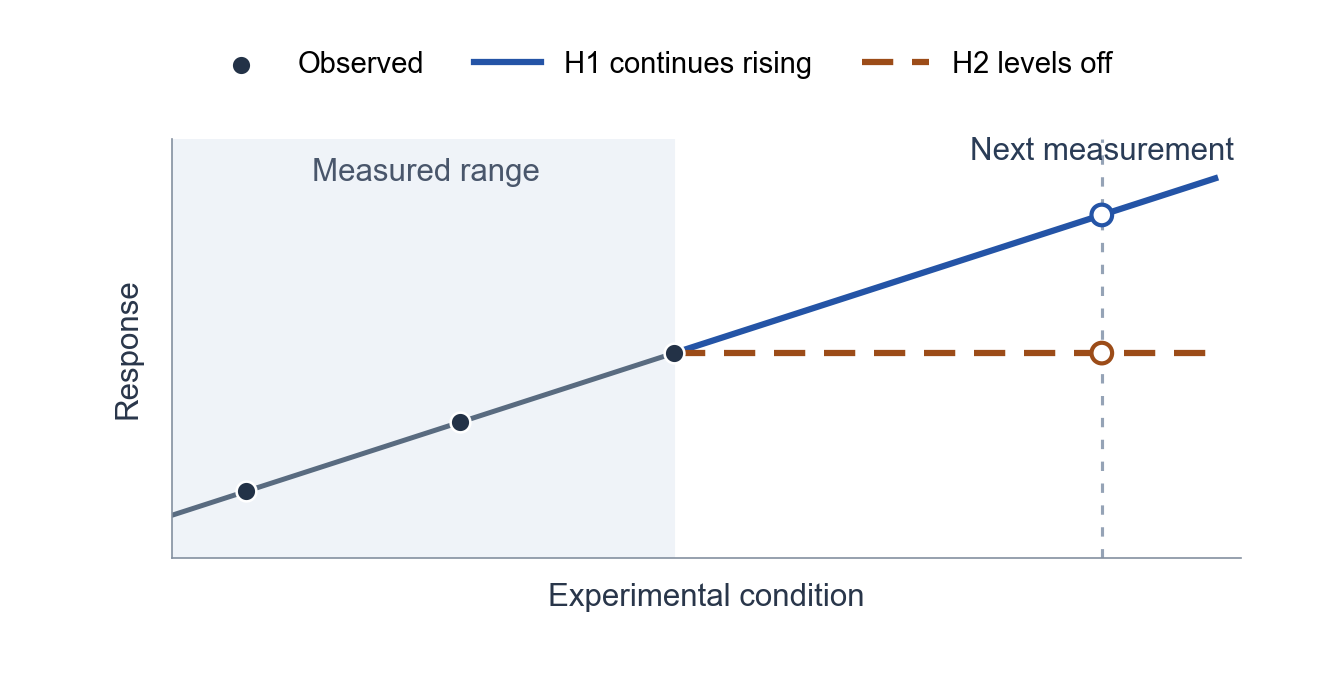 Observed
H1 continues rising
H2 levels off
Measured range
Next measurement
Response
Experimental condition